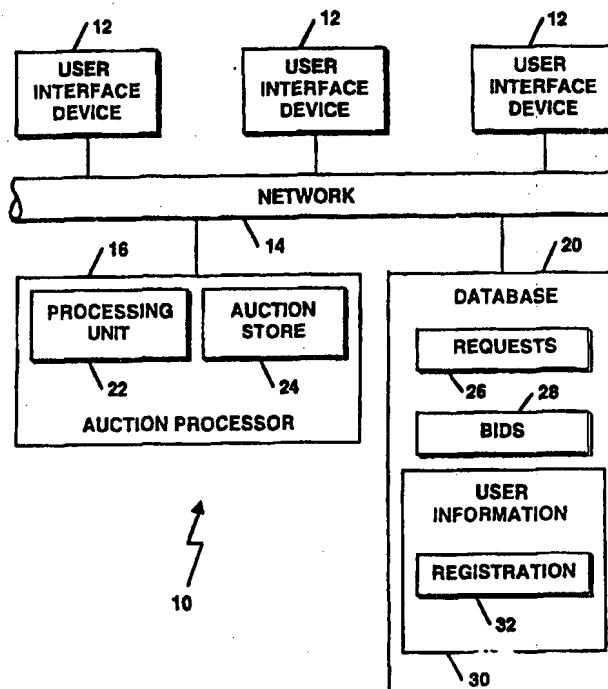 12
12
12
USER
INTERFACE
DEVICE
USER
INTERFACE
DEVICE
USER
INTERFACE
DEVICE
NETWORK
14
16
20
PROCESSING
UNIT
AUCTION
STORE
22
24
AUCTION PROCESSOR
DATABASE
REQUESTS
26
28
BIDS
USER
INFORMATION
REGISTRATION
32
30
10